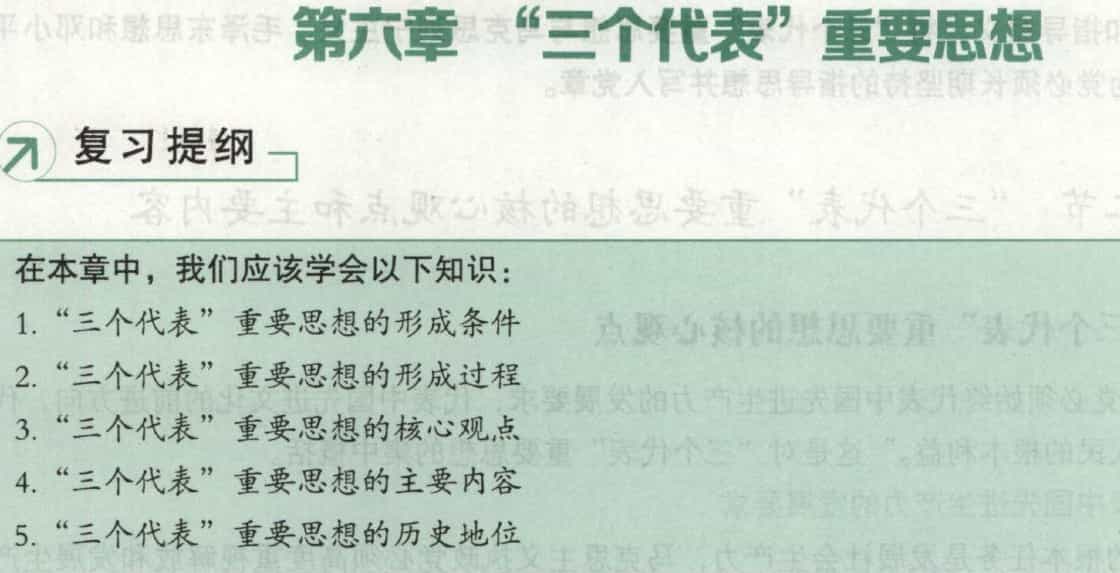 第六章 “三个代表”重要思想
复习提纲
在本章中，我们应该学会以下知识：
1. “三个代表”重要思想的形成条件
2. “三个代表”重要思想的形成过程
3. “三个代表”重要思想的核心观点
4. “三个代表”重要思想的主要内容
5. “三个代表”重要思想的历史地位